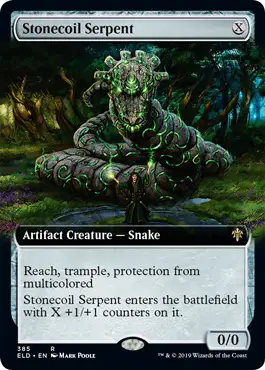 Stonecoil Serpent X
Artifact Creature — Snake
Reach, trample, protection from
multicolored
Stonecoil Serpent enters the battlefield
with X +1/+1 counters on it.
0/0
385 R
ELD • EN Mark Poole
™ & © 2019 Wizards of the Coast